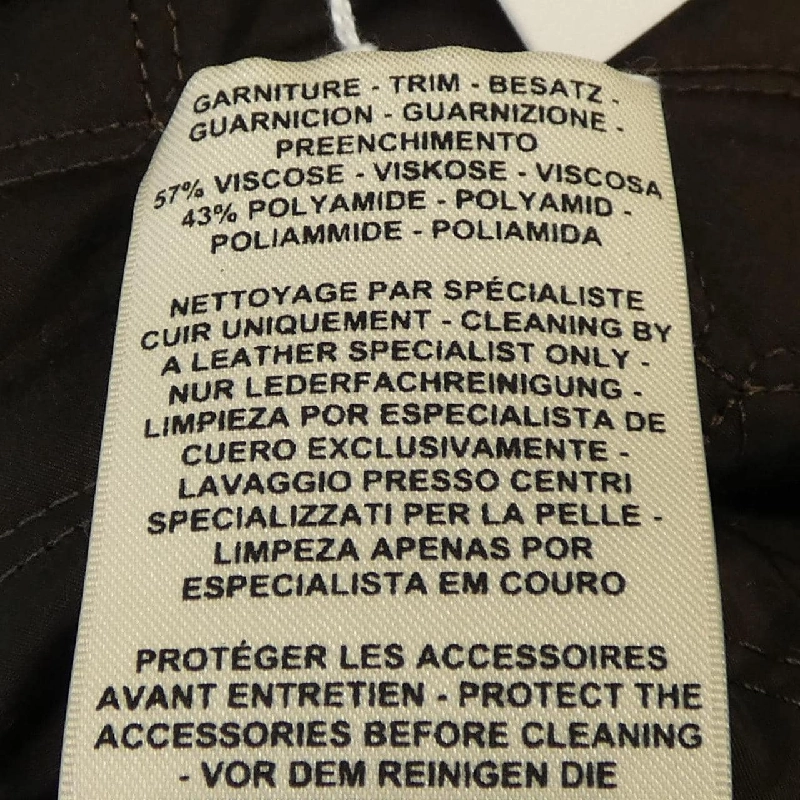 GARNITURE - TRIM - BESATZ -
GUARNICION - GUARNIZIONE -
PREENCHIMENTO
57% VISCOSE - VISKOSE - VISCOSA
43% POLYAMIDE - POLYAMID -
POLIAMMIDE - POLIAMIDA
NETTOYAGE PAR SPÉCIALISTE
CUIR UNIQUEMENT - CLEANING BY
A LEATHER SPECIALIST ONLY -
NUR LEDERFACHREINIGUNG -
LIMPIEZA POR ESPECIALISTA DE
CUERO EXCLUSIVAMENTE -
LAVAGGIO PRESSO CENTRI
SPECIALIZZATI PER LA PELLE -
LIMPEZA APENAS POR
ESPECIALISTA EM COURO
PROTÉGER LES ACCESSOIRES
AVANT ENTRETIEN - PROTECT THE
ACCESSORIES BEFORE CLEANING
- VOR DEM REINIGEN DIE